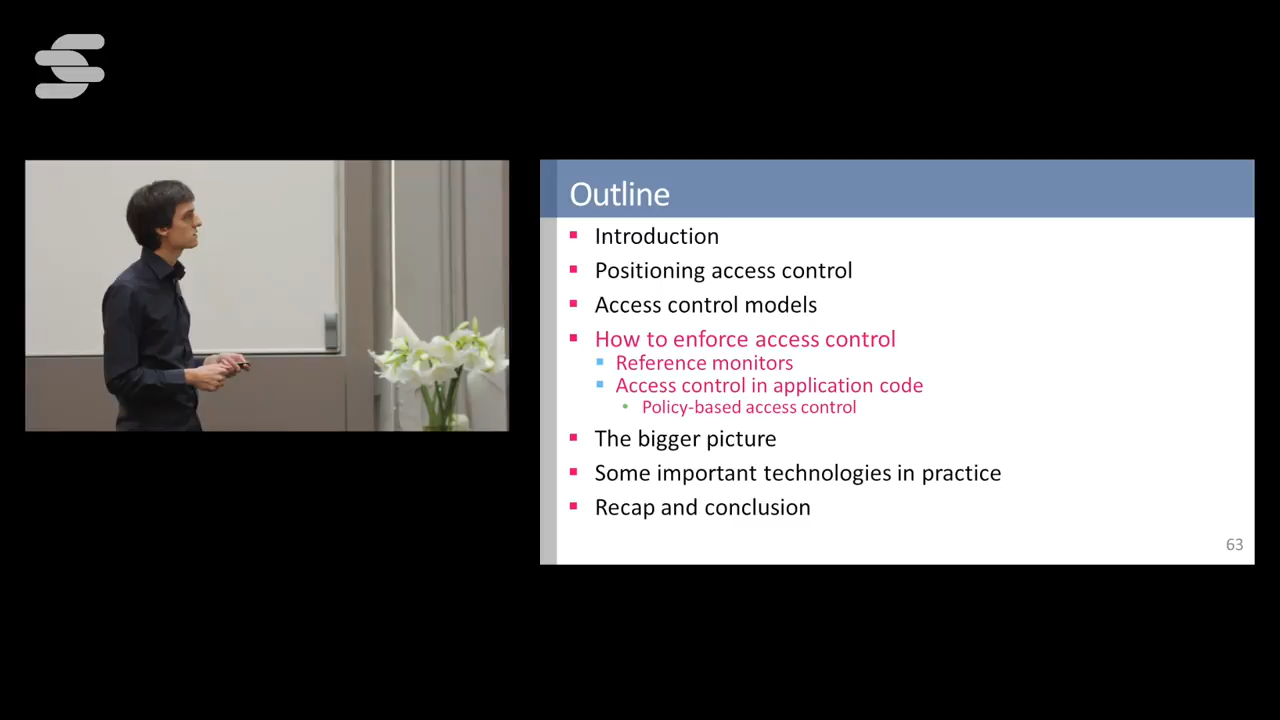 Outline
Introduction
Positioning access control
Access control models
How to enforce access control
Reference monitors
Access control in application code
Policy-based access control
The bigger picture
Some important technologies in practice
Recap and conclusion
63